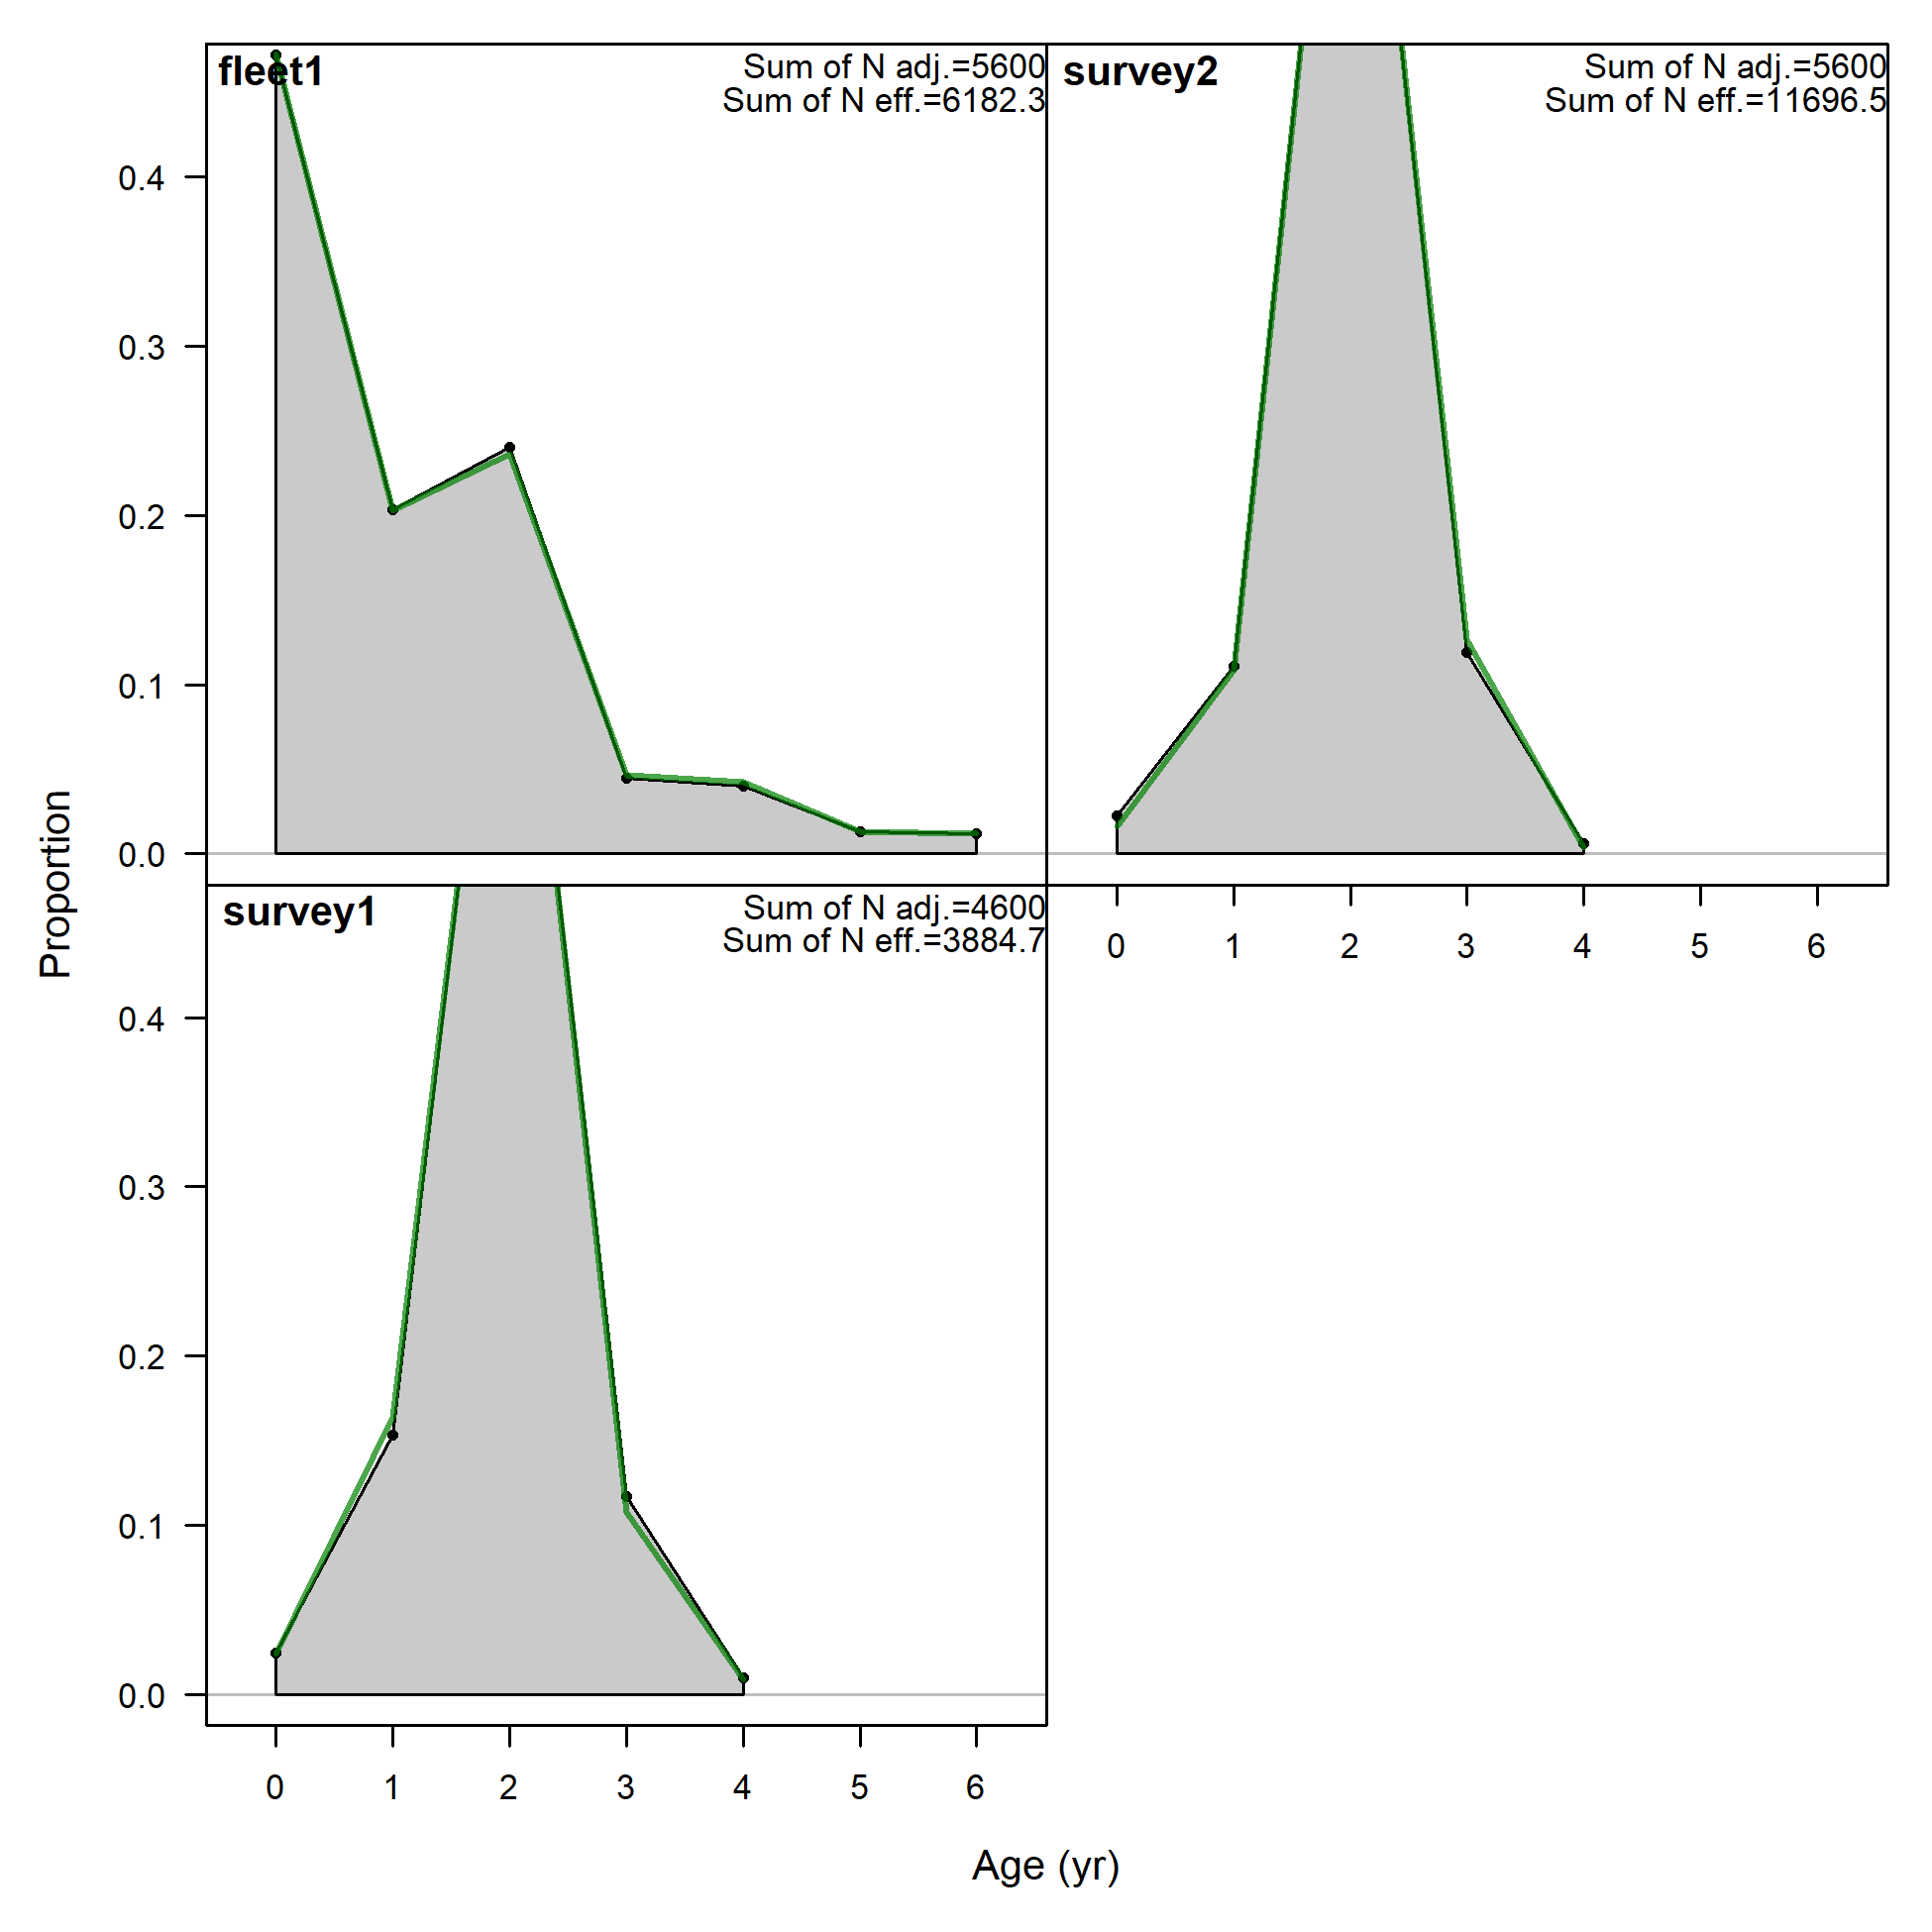 fleet1
Sum of N adj.=5600
Sum of N eff.=6182.3
0.4
0.3
0.2
0.1
0.0
survey2
Sum of N adj.=5600
Sum of N eff.=11696.5
0 1 2 3 4 5 6
survey1
Sum of N adj.=4600
Sum of N eff.=3884.7
0.4
0.3
0.2
0.1
0.0
0 1 2 3 4 5 6
Proportion
Age (yr)